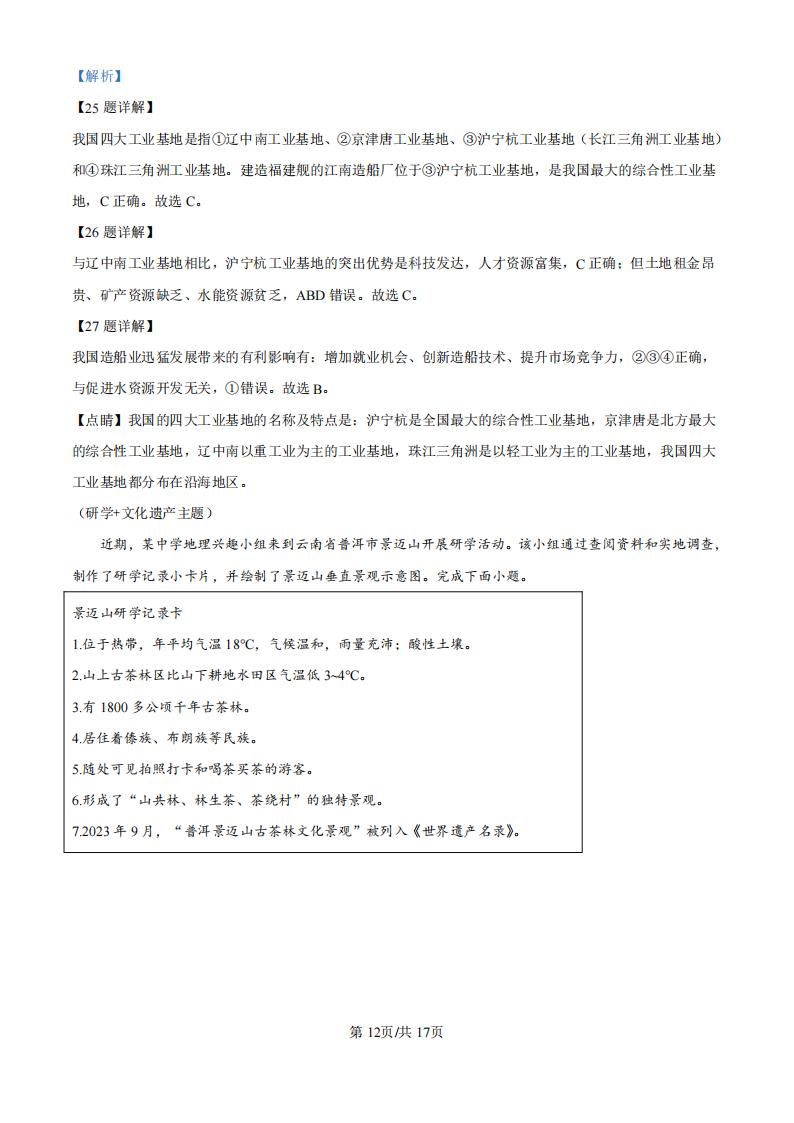 【解析】
【25 题详解】
我国四大工业基地是指①辽中南工业基地、②京津唐工业基地、③沪宁杭工业基地（长江三角洲工业基地）
和④珠江三角洲工业基地。建造福建舰的江南造船厂位于③沪宁杭工业基地，是我国最大的综合性工业基
地，C 正确。故选 C。
【26 题详解】
与辽中南工业基地相比，沪宁杭工业基地的突出优势是科技发达，人才资源富集，C 正确；但土地租金昂
贵、矿产资源缺乏、水能资源贫乏，ABD 错误。故选 C。
【27 题详解】
我国造船业迅猛发展带来的有利影响有：增加就业机会、创新造船技术、提升市场竞争力，②③④正确，
与促进水资源开发无关，①错误。故选 B。
【点睛】我国的四大工业基地的名称及特点是：沪宁杭是全国最大的综合性工业基地，京津唐是北方最大
的综合性工业基地，辽中南以重工业为主的工业基地，珠江三角洲是以轻工业为主的工业基地，我国四大
工业基地都分布在沿海地区。
（研学+文化遗产主题）
近期，某中学地理兴趣小组来到云南省普洱市景迈山开展研学活动。该小组通过查阅资料和实地调查，
制作了研学记录小卡片，并绘制了景迈山垂直景观示意图。完成下面小题。
景迈山研学记录卡
1.位于热带，年平均气温 18℃，气候温和，雨量充沛；酸性土壤。
2.山上古茶林区比山下耕地水田区气温低 3~4℃。
3.有 1800 多公顷千年古茶林。
4.居住着傣族、布朗族等民族。
5.随处可见拍照打卡和喝茶买茶的游客。
6.形成了“山共林、林生茶、茶绕村”的独特景观。
7.2023 年 9 月，“普洱景迈山古茶林文化景观”被列入《世界遗产名录》。
第 12页/共 17页